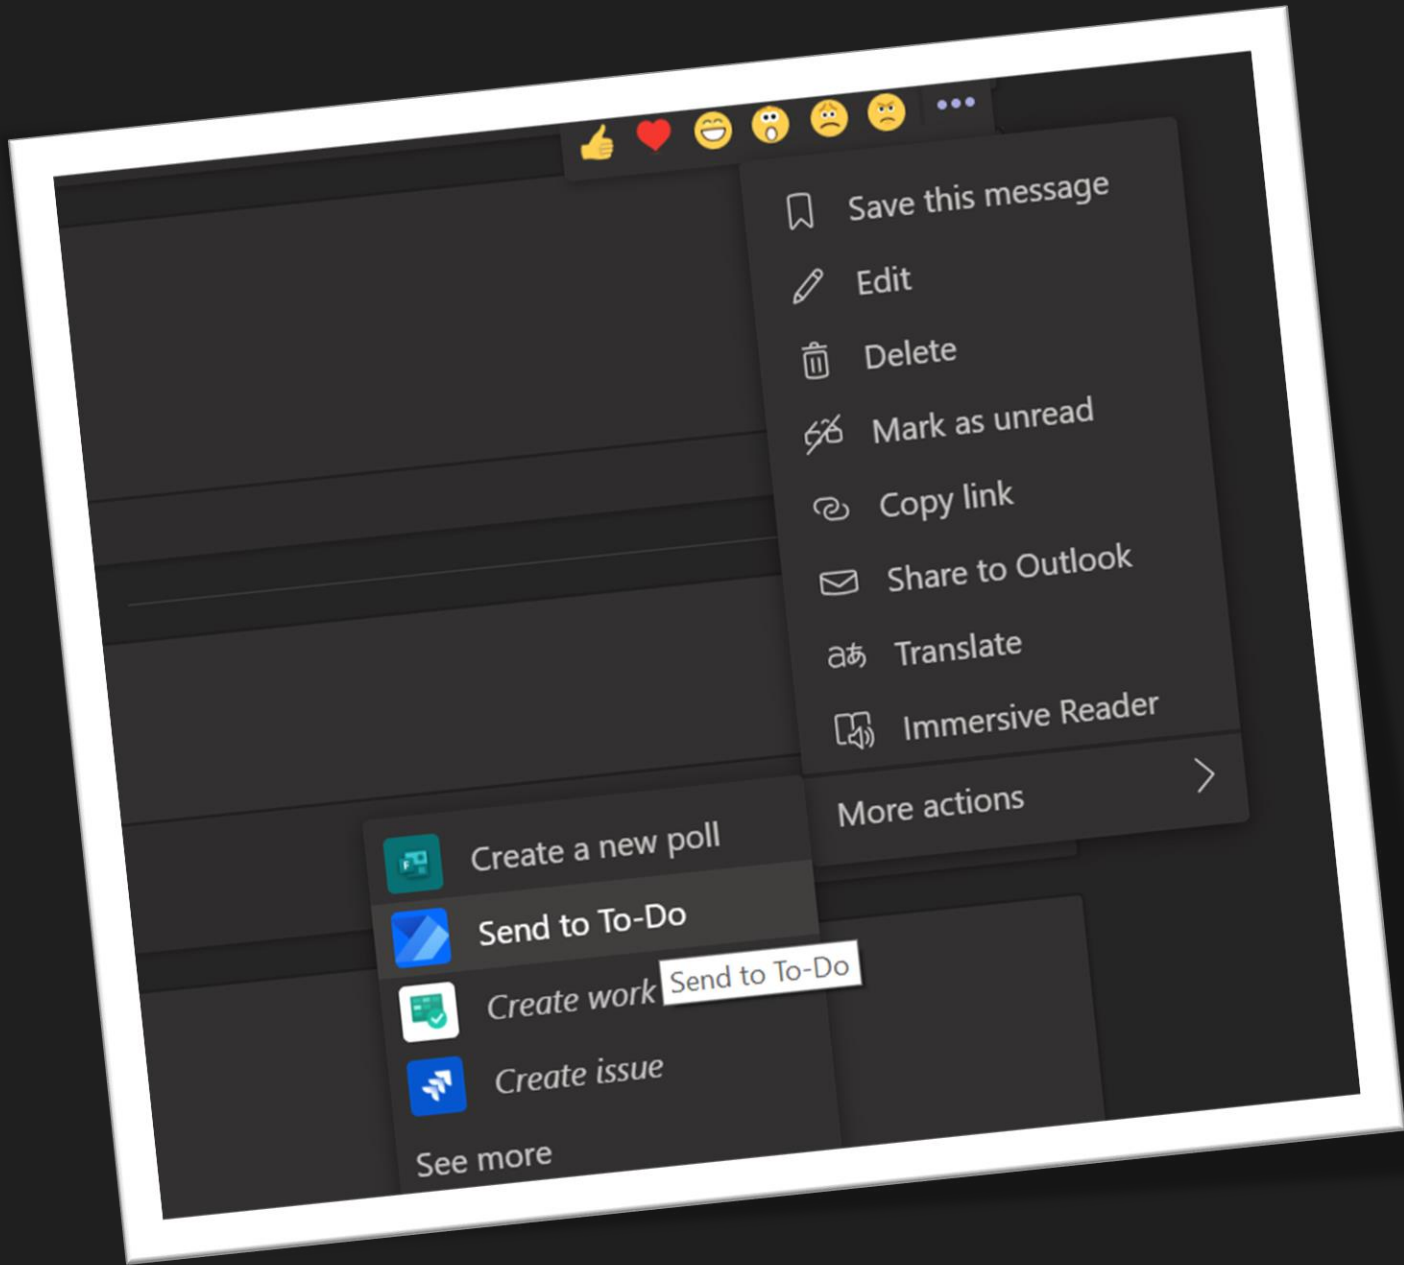 Save this message
Edit
Delete
Mark as unread
Copy link
Share to Outlook
Translate
Immersive Reader
More actions
Create a new poll
Send to To-Do
Send to To-Do
Create work
Create issue
See more